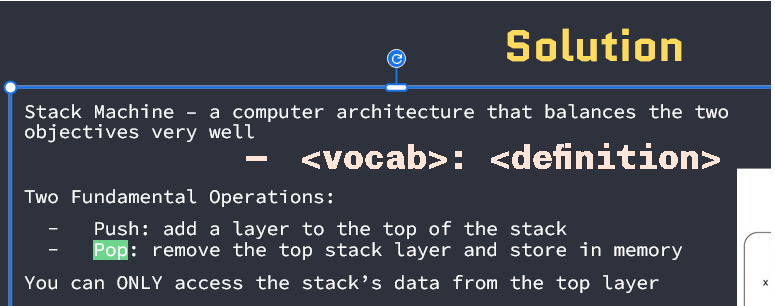 Solution
Stack Machine – a computer architecture that balances the two
objectives very well
– <vocab>: <definition>
Two Fundamental Operations:
- Push: add a layer to the top of the stack
- Pop: remove the top stack layer and store in memory
You can ONLY access the stack’s data from the top layer
x